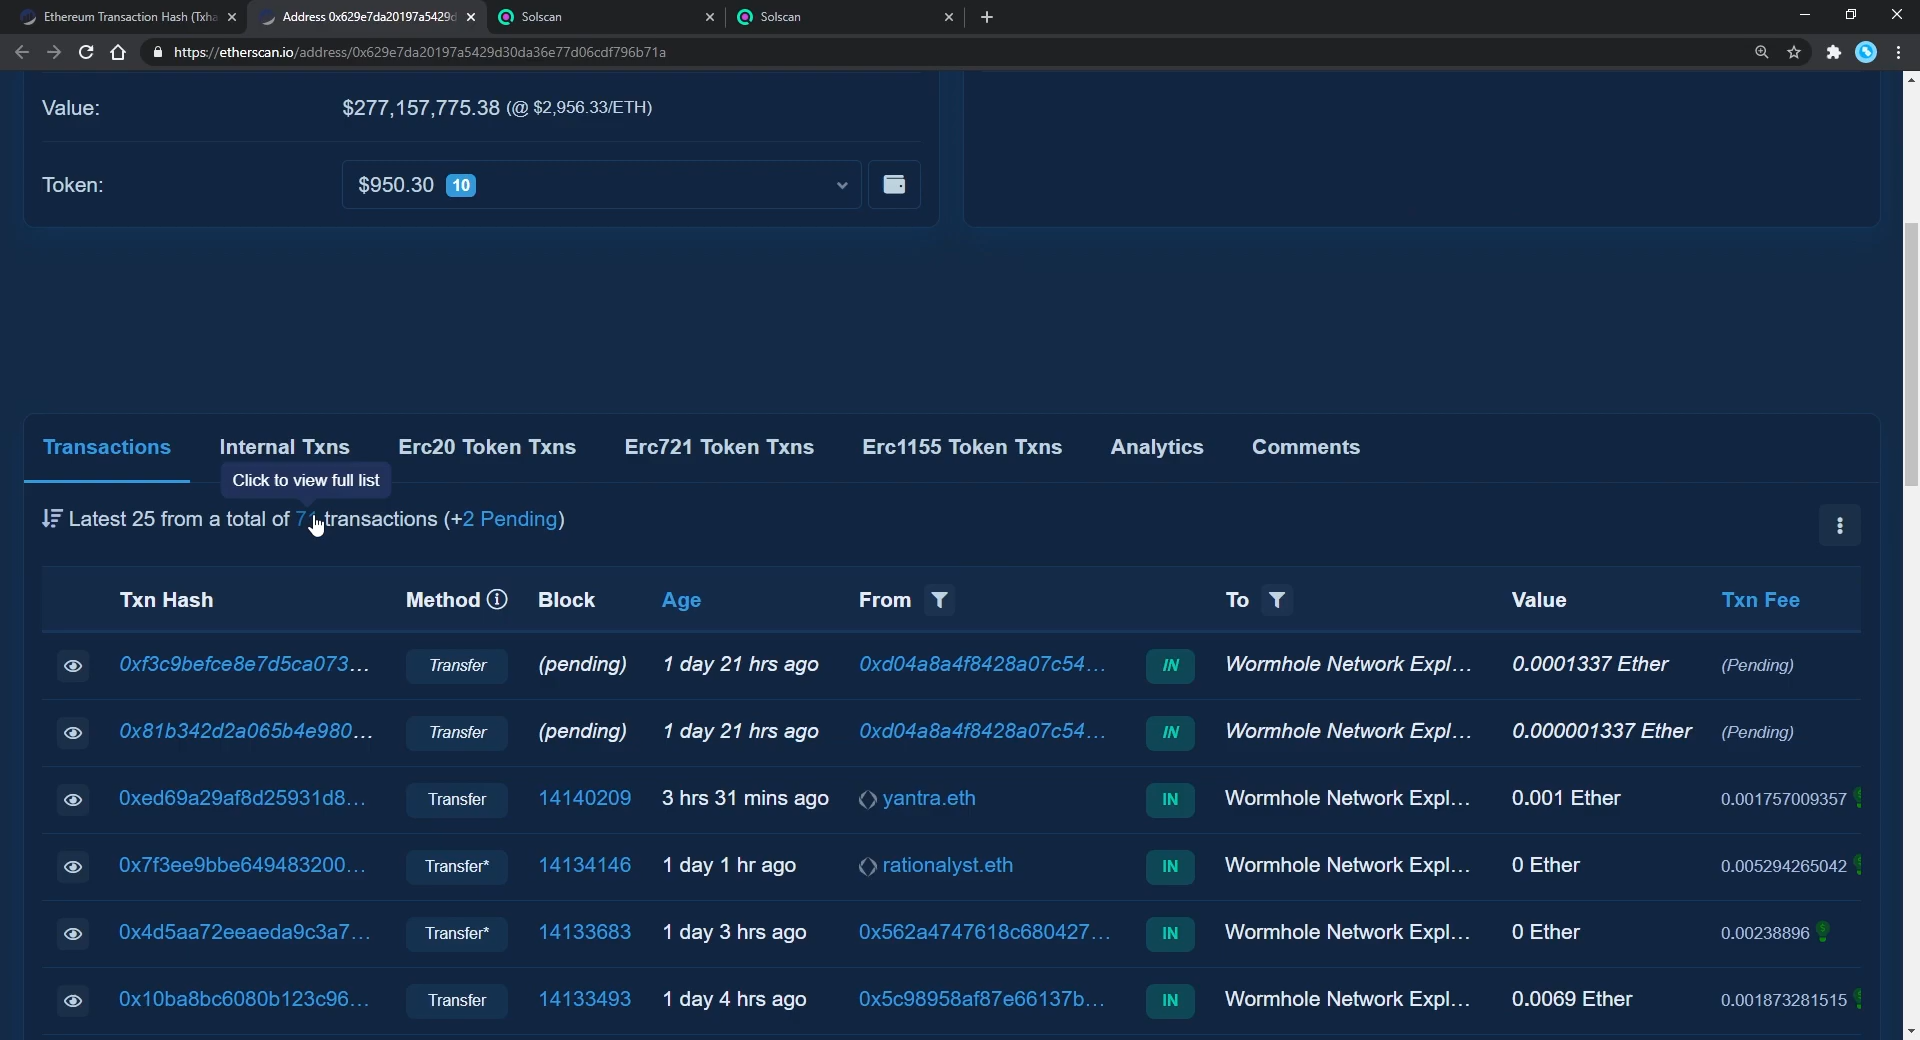 Ethereum Transaction Hash (Txha
Address 0x629e7da20197a5429d
Solscan
Solscan
https://etherscan.io/address/0x629e7da20197a5429d30da36e77d06cdf796b71a
Value: $277,157,775.38 (@ $2,956.33/ETH)
Token: $950.30 10
Transactions Internal Txns Erc20 Token Txns Erc721 Token Txns Erc1155 Token Txns Analytics Comments
Click to view full list
Latest 25 from a total of transactions (+2 Pending)
Txn Hash Method Block Age From To Value Txn Fee
0xf3c9befce8e7d5ca073... Transfer (pending) 1 day 21 hrs ago 0xd04a8a4f8428a07c54... IN Wormhole Network Expl... 0.0001337 Ether (Pending)
0x81b342d2a065b4e980... Transfer (pending) 1 day 21 hrs ago 0xd04a8a4f8428a07c54... IN Wormhole Network Expl... 0.000001337 Ether (Pending)
0xed69a29af8d25931d8... Transfer 14140209 3 hrs 31 mins ago yantra.eth IN Wormhole Network Expl... 0.001 Ether 0.001757009357
0x7f3ee9bbe649483200... Transfer* 14134146 1 day 1 hr ago rationalyst.eth IN Wormhole Network Expl... 0 Ether 0.005294265042
0x4d5aa72eeaeda9c3a7... Transfer* 14133683 1 day 3 hrs ago 0x562a4747618c680427... IN Wormhole Network Expl... 0 Ether 0.00238896
0x10ba8bc6080b123c96... Transfer 14133493 1 day 4 hrs ago 0x5c98958af87e66137b... IN Wormhole Network Expl... 0.0069 Ether 0.001873281515